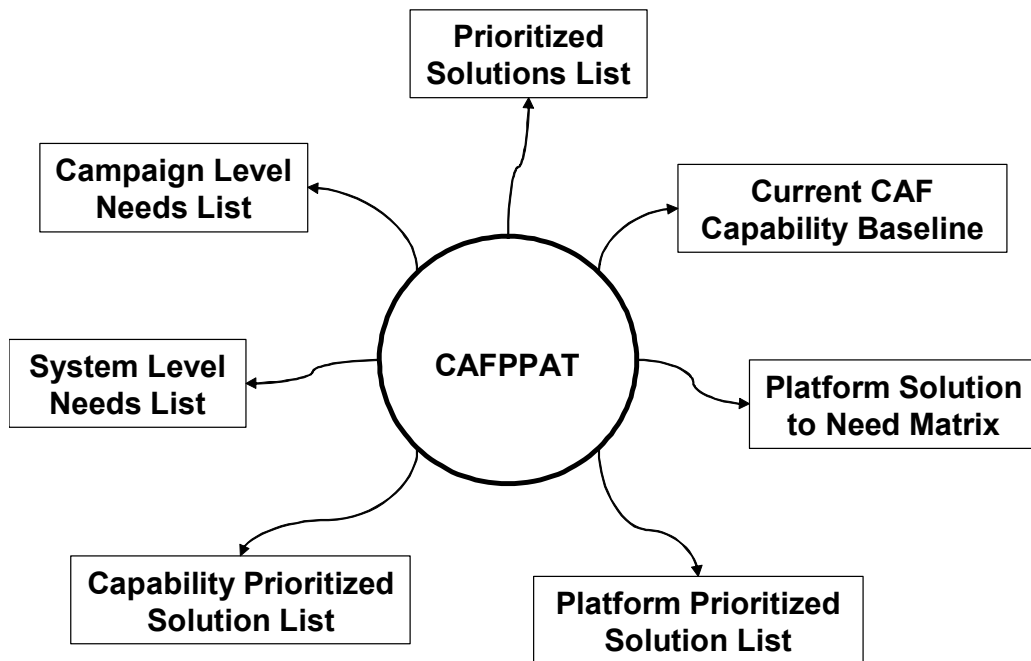 Prioritized
Solutions List
Campaign Level
Needs List
Current CAF
Capability Baseline
CAFPPAT
System Level
Needs List
Platform Solution
to Need Matrix
Capability Prioritized
Solution List
Platform Prioritized
Solution List